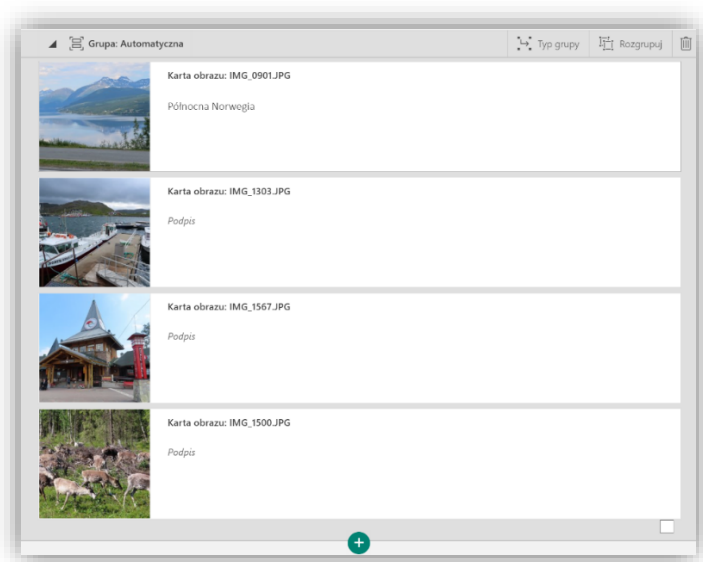 Grupa: Automatyczna
Typ grupy
Rozgrupuj
Karta obrazu: IMG_0901.JPG
Północna Norwegia
Karta obrazu: IMG_1303.JPG
Podpis
Karta obrazu: IMG_1567.JPG
Podpis
Karta obrazu: IMG_1500.JPG
Podpis